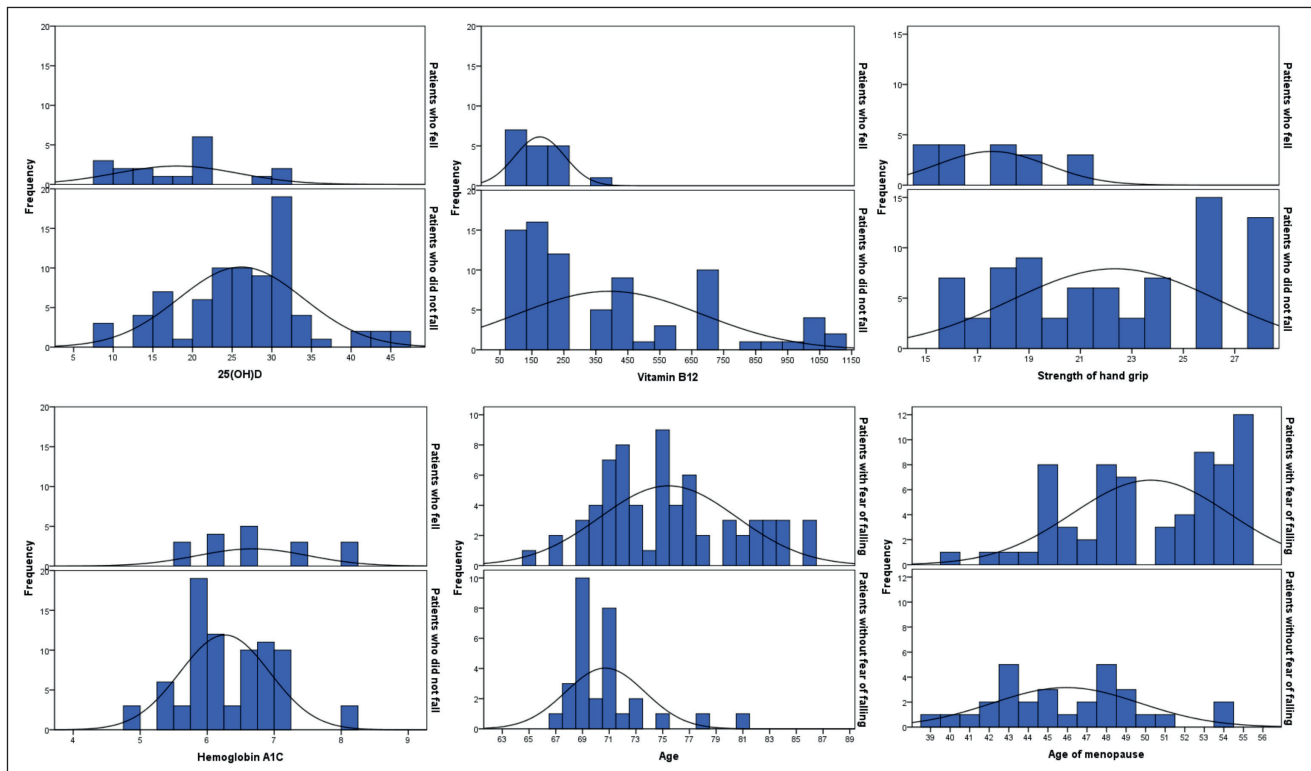 20
15
10
5
0
Patients who fell
Frequency
20
15
10
5
0
Patients who did not fall
5 10 15 20 25 30 35 40 45
25(OH)D
20
15
10
5
0
Patients who fell
Frequency
20
15
10
5
0
Patients who did not fall
50 150 250 350 450 550 650 750 850 950 1050 1150
Vitamin B12
15
10
5
0
Patients who fell
Frequency
15
10
5
0
Patients who did not fall
15 17 19 21 23 25 27
Strength of hand grip
20
15
10
5
0
Patients who fell
Frequency
20
15
10
5
0
Patients who did not fall
4 5 6 7 8 9
Hemoglobin A1C
10
8
6
4
2
0
Patients with fear of falling
Frequency
10
8
6
4
2
0
Patients without fear of falling
63 65 67 69 71 73 75 77 79 81 83 85 87 89
Age
12
10
8
6
4
2
0
Patients with fear of falling
Frequency
12
10
8
6
4
2
0
Patients without fear of falling
39 40 41 42 43 44 45 46 47 48 49 50 51 52 53 54 55 56
Age of menopause